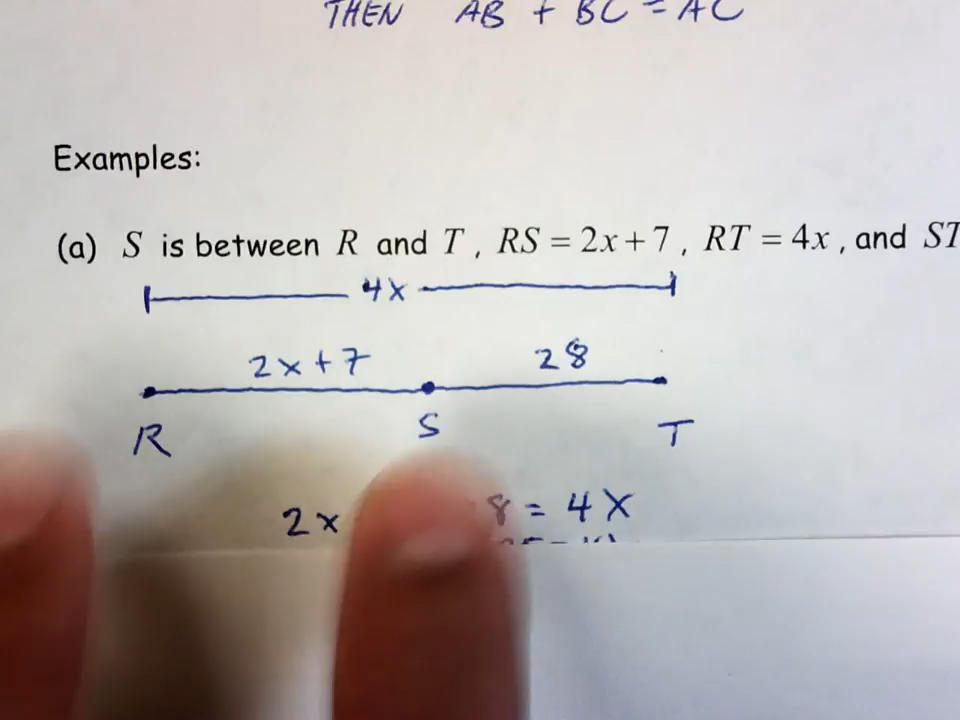 THEN AB + BC = AC
Examples:
(a) S is between R and T , RS = 2x + 7 , RT = 4x , and ST
4x
2x + 7 28
R S T
2x 8 = 4x